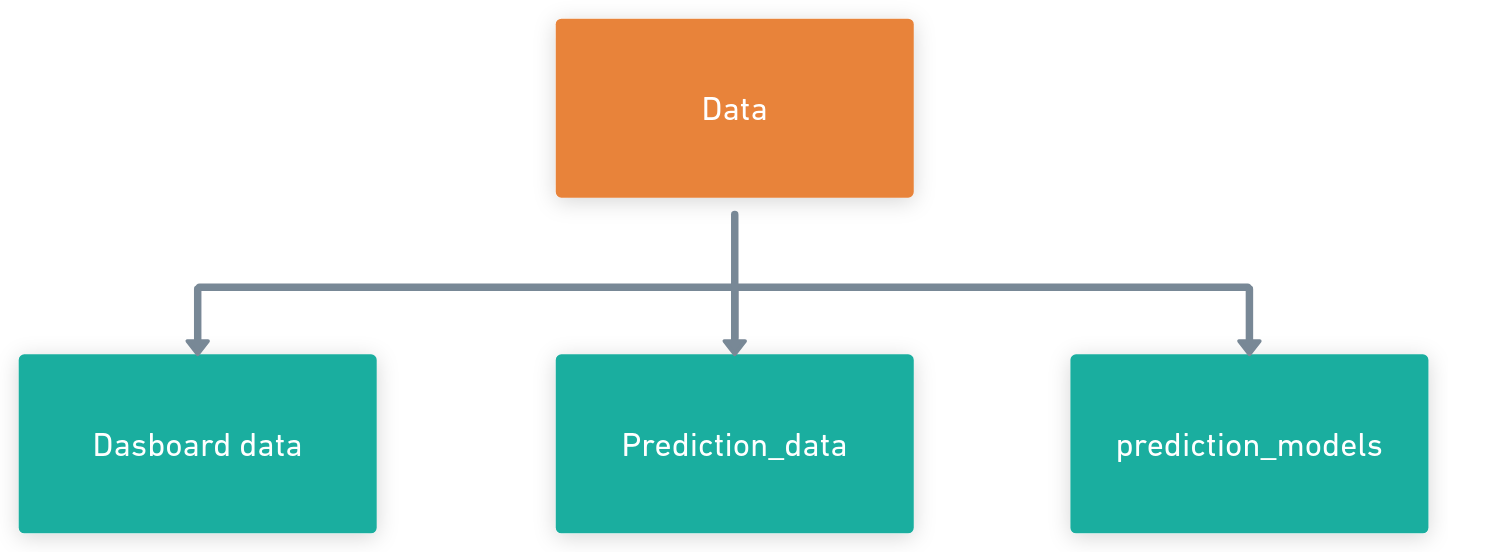 Data
Dasboard data
Prediction_data
prediction_models